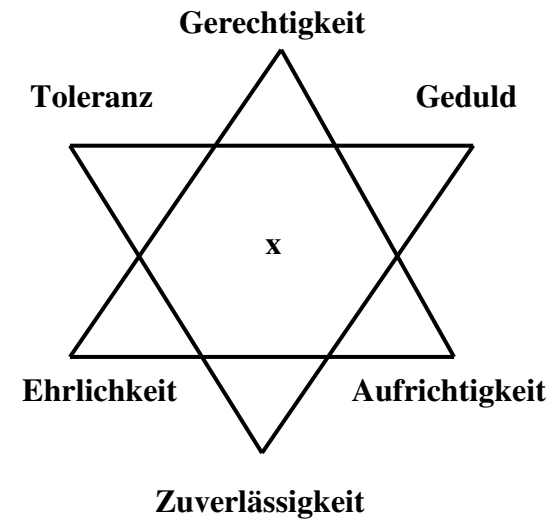 Gerechtigkeit
Toleranz Geduld
x
Ehrlichkeit Aufrichtigkeit
Zuverlässigkeit